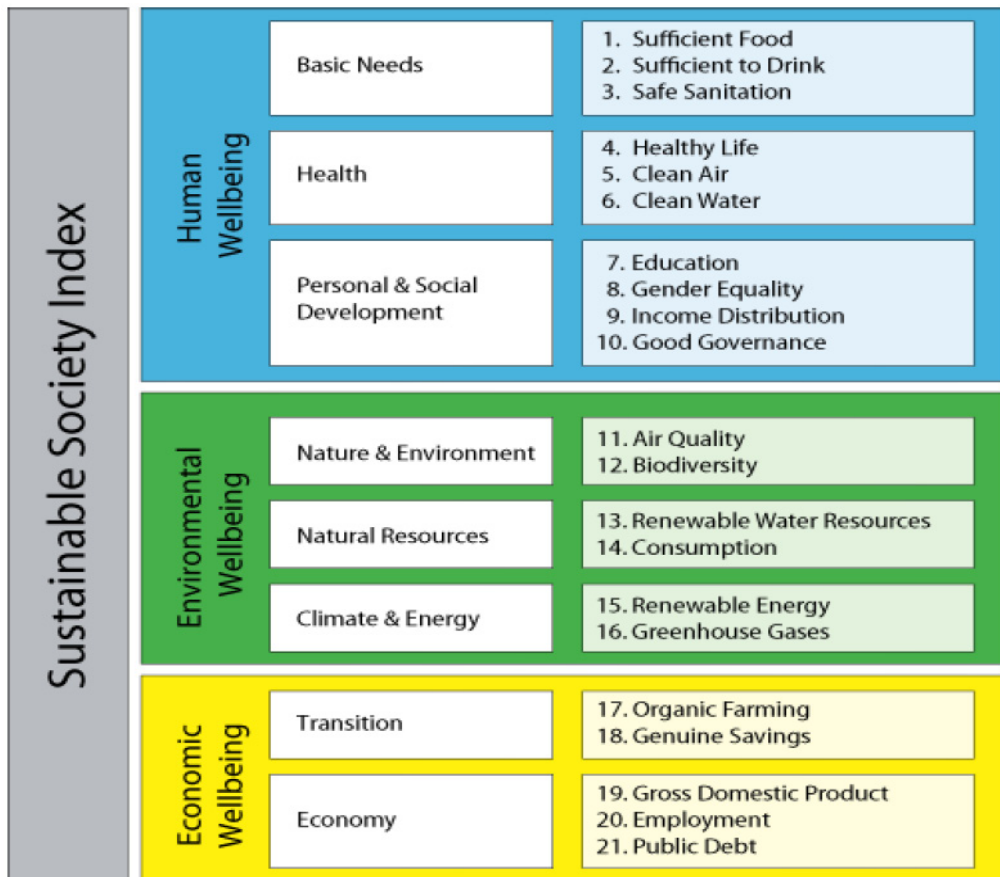 Sustainable Society Index
Human
Wellbeing
Basic Needs
1. Sufficient Food
2. Sufficient to Drink
3. Safe Sanitation
Health
4. Healthy Life
5. Clean Air
6. Clean Water
Personal & Social
Development
7. Education
8. Gender Equality
9. Income Distribution
10. Good Governance
Environmental
Wellbeing
Nature & Environment
11. Air Quality
12. Biodiversity
Natural Resources
13. Renewable Water Resources
14. Consumption
Climate & Energy
15. Renewable Energy
16. Greenhouse Gases
Economic
Wellbeing
Transition
17. Organic Farming
18. Genuine Savings
Economy
19. Gross Domestic Product
20. Employment
21. Public Debt